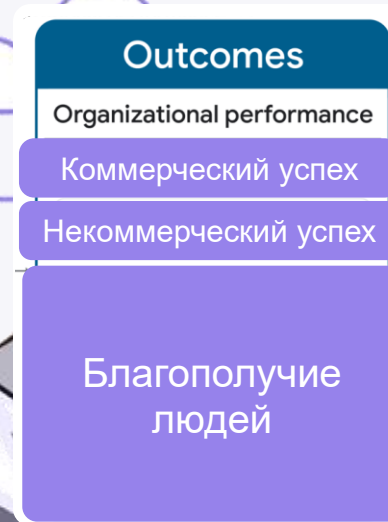 Outcomes
Organizational performance
Коммерческий успех
Некоммерческий успех
Благополучие
людей